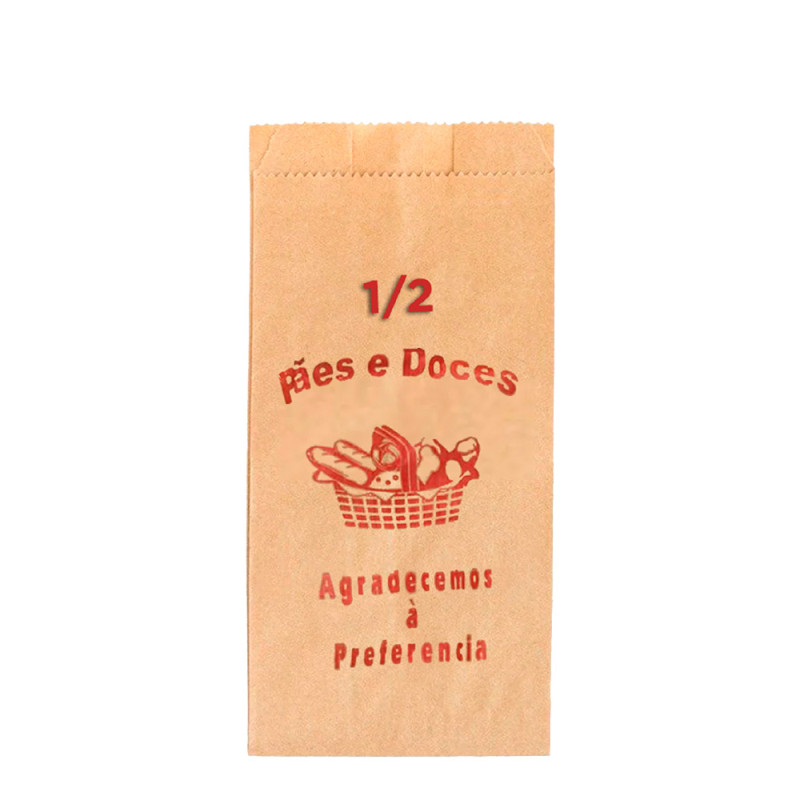 1/2
Pães e Doces
Agradecemos
à
Preferencia